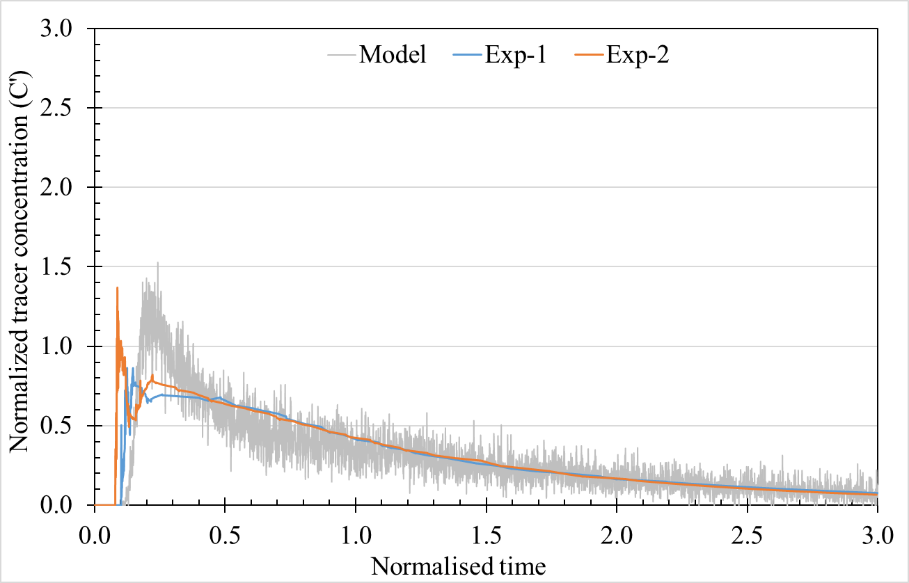 Model Exp-1 Exp-2
Normalized tracer concentration (C')
3.0
2.5
2.0
1.5
1.0
0.5
0.0
0.0 0.5 1.0 1.5 2.0 2.5 3.0
Normalised time